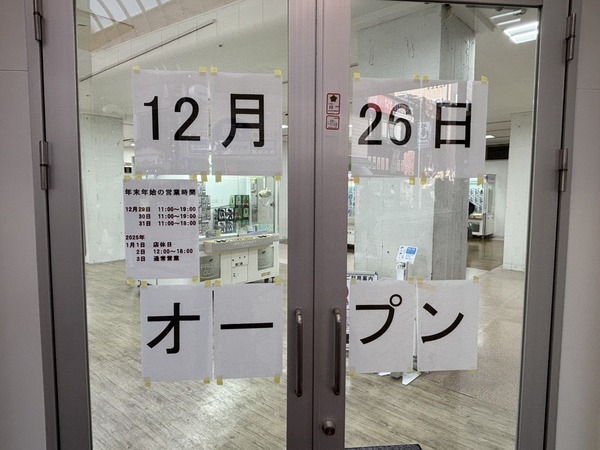 12月 26日
年末年始の営業時間
12月29日 11:00〜19:00
30日 11:00〜19:00
31日 11:00〜18:00
2025年
1月1日 店休日
2日 12:00〜18:00
3日 通常営業
オープン